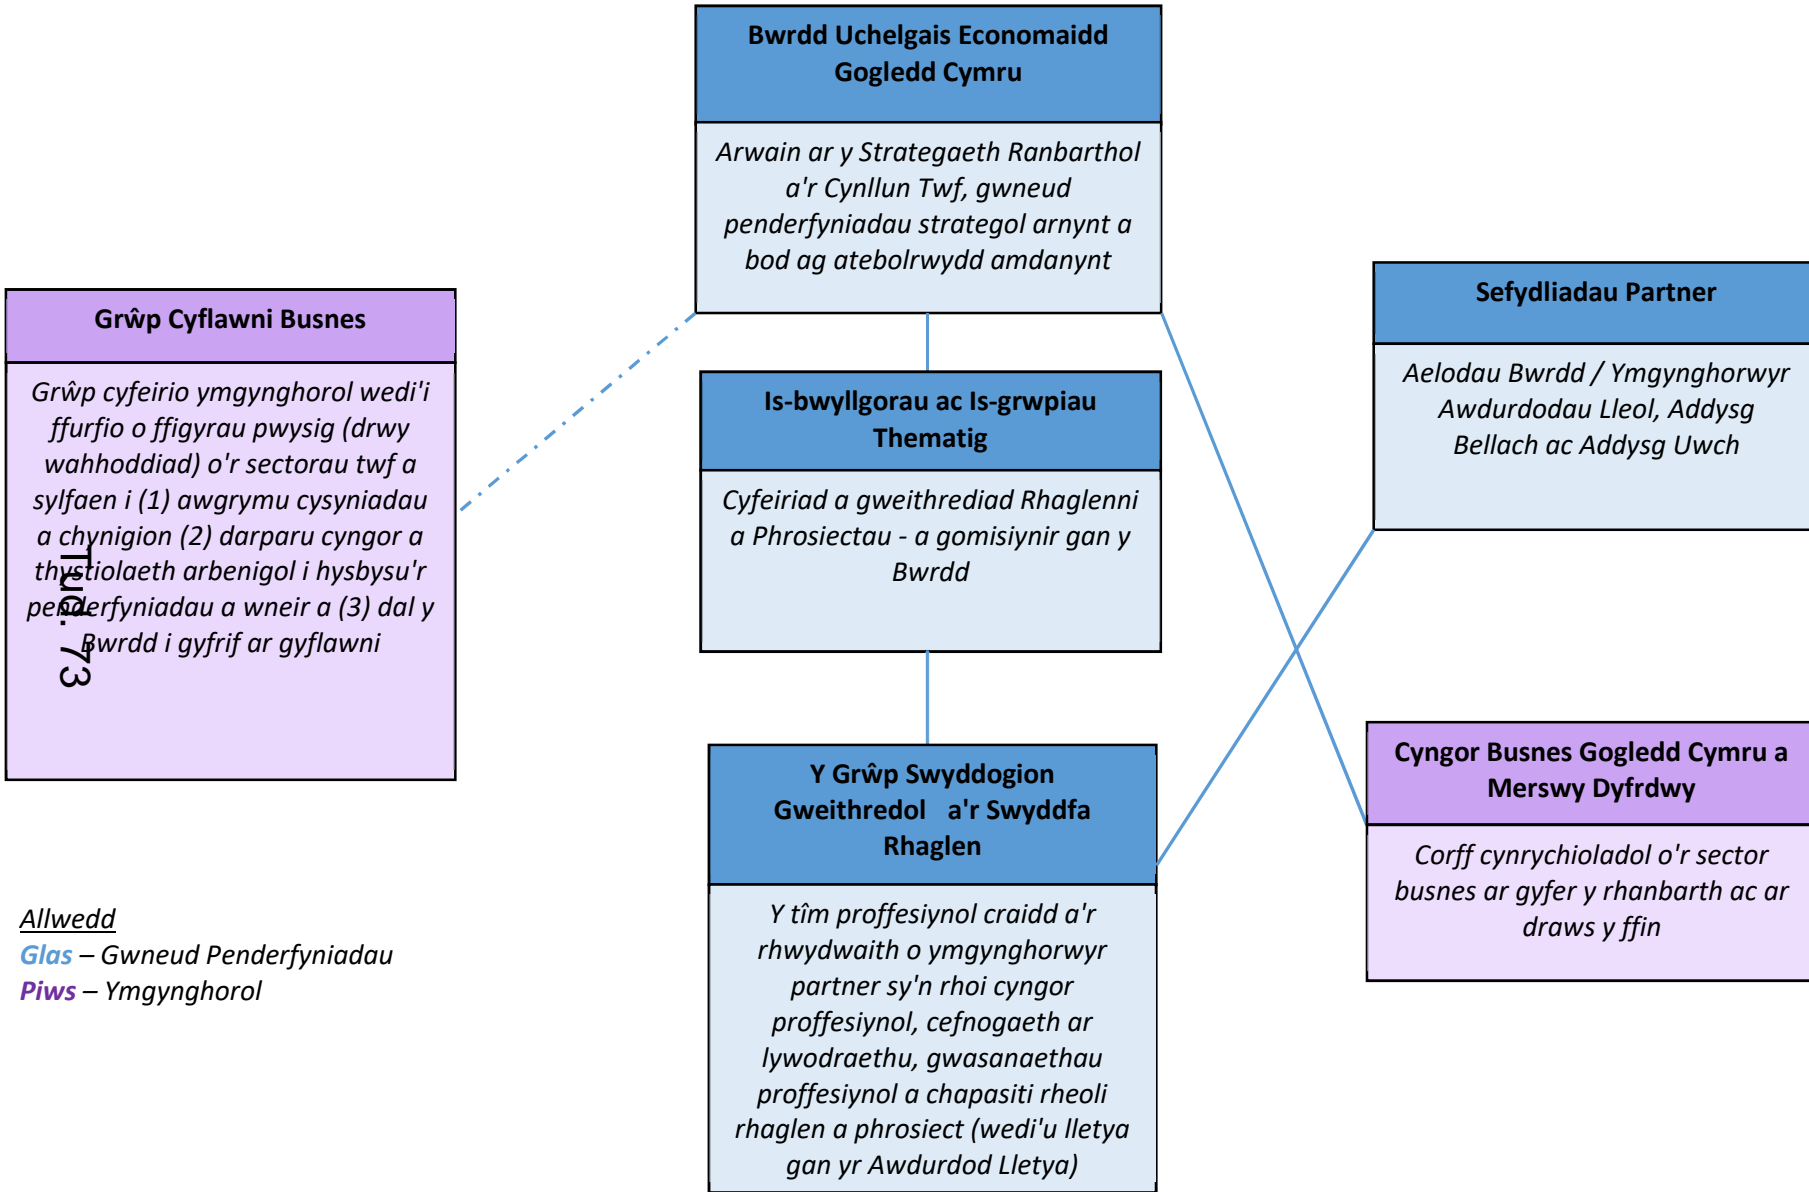 Bwrdd Uchelgais Economaidd
Gogledd Cymru
Arwain ar y Strategaeth Ranbarthol
a'r Cynllun Twf, gwneud
penderfyniadau strategol arnynt a
bod ag atebolrwydd amdanynt
Grŵp Cyflawni Busnes
Grŵp cyfeirio ymgynghorol wedi'i
ffurfio o ffigyrau pwysig (drwy
wahhoddiad) o'r sectorau twf a
sylfaen i (1) awgrymu cysyniadau
a chynigion (2) darparu cyngor a
thystiolaeth arbenigol i hysbysu'r
penderfyniadau a wneir a (3) dal y
Bwrdd i gyfrif ar gyflawni
Tud. 73
Is-bwyllgorau ac Is-grwpiau
Thematig
Cyfeiriad a gweithrediad Rhaglenni
a Phrosiectau - a gomisiynir gan y
Bwrdd
Sefydliadau Partner
Aelodau Bwrdd / Ymgynghorwyr
Awdurdodau Lleol, Addysg
Bellach ac Addysg Uwch
Y Grŵp Swyddogion
Gweithredol a'r Swyddfa
Rhaglen
Y tîm proffesiynol craidd a'r
rhwydwaith o ymgynghorwyr
partner sy'n rhoi cyngor
proffesiynol, cefnogaeth ar
lywodraethu, gwasanaethau
proffesiynol a chapasiti rheoli
rhaglen a phrosiect (wedi'u lletya
gan yr Awdurdod Lletya)
Cyngor Busnes Gogledd Cymru a
Merswy Dyfrdwy
Corff cynrychioladol o'r sector
busnes ar gyfer y rhanbarth ac ar
draws y ffin
Allwedd
Glas – Gwneud Penderfyniadau
Piws – Ymgynghorol